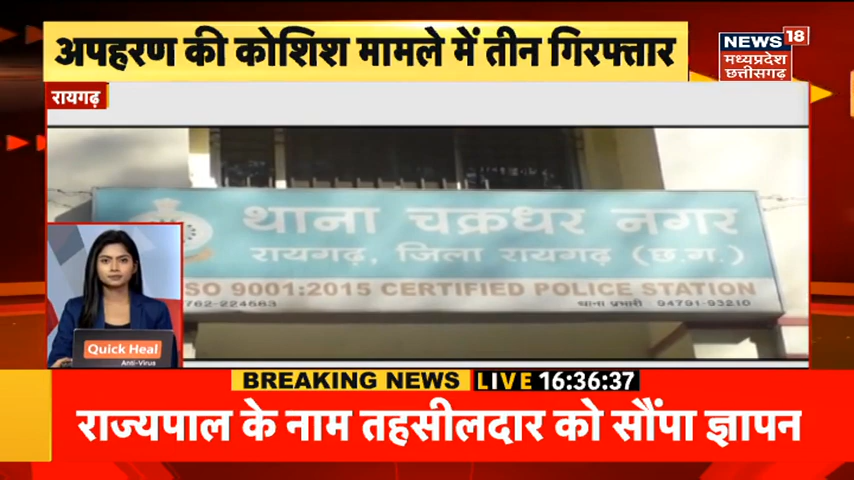 अपहरण की कोशिश मामले में तीन गिरफ्तार
NEWS 18
मध्यप्रदेश
छत्तीसगढ़
रायगढ़
थाना चक्रधर नगर
रायगढ़, जिला रायगढ़ (छ.ग.)
SO 9001:2015 CERTIFIED POLICE STATION
762-224683
थाना प्रभारी 94791-93210
Quick Heal
Anti-Virus
BREAKING NEWS LIVE 16:36:37
राज्यपाल के नाम तहसीलदार को सौंपा ज्ञापन